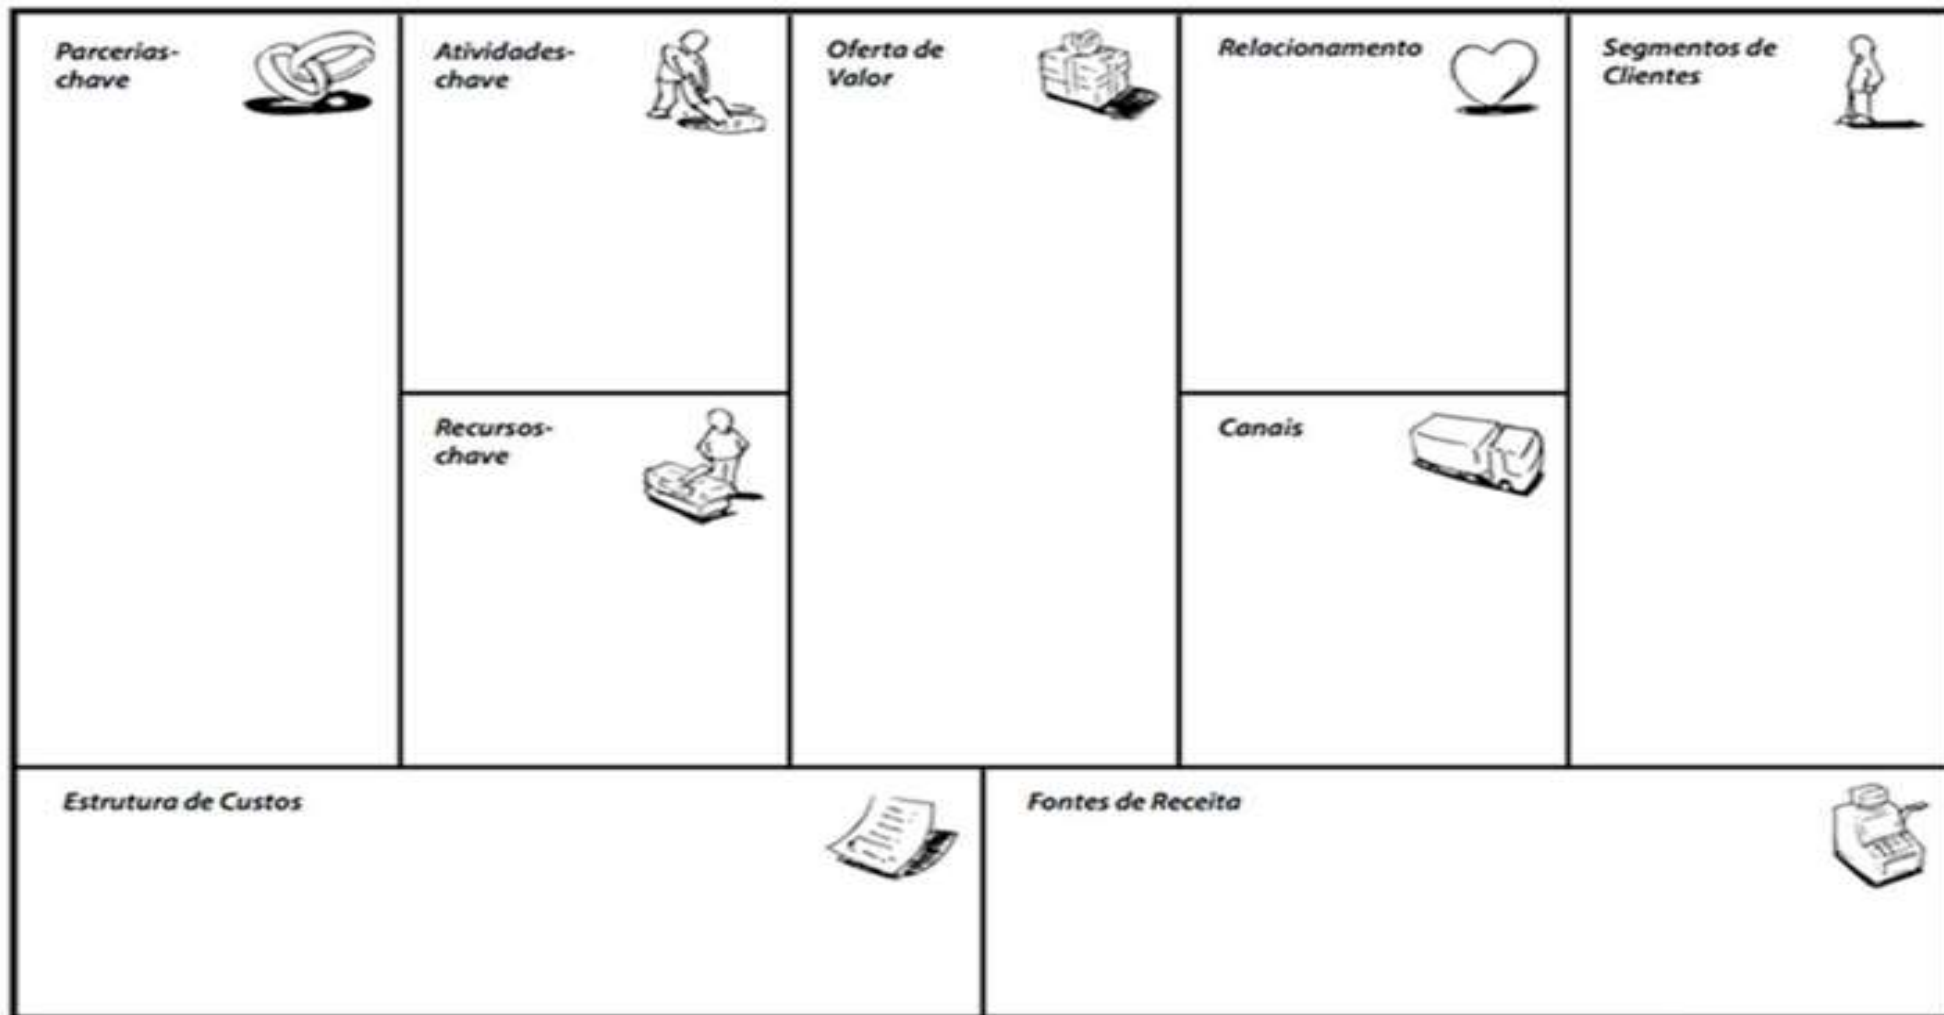 Parcerias-
chave
Atividades-
chave
Oferta de
Valor
Relacionamento
Segmentos de
Clientes
Recursos-
chave
Canais
Estrutura de Custos
Fontes de Receita